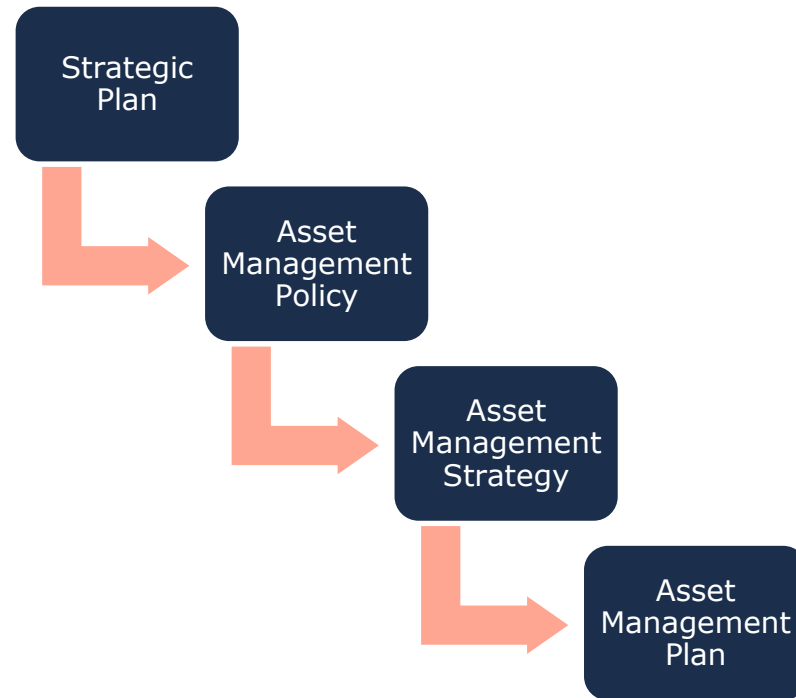 Strategic
Plan
Asset
Management
Policy
Asset
Management
Strategy
Asset
Management
Plan